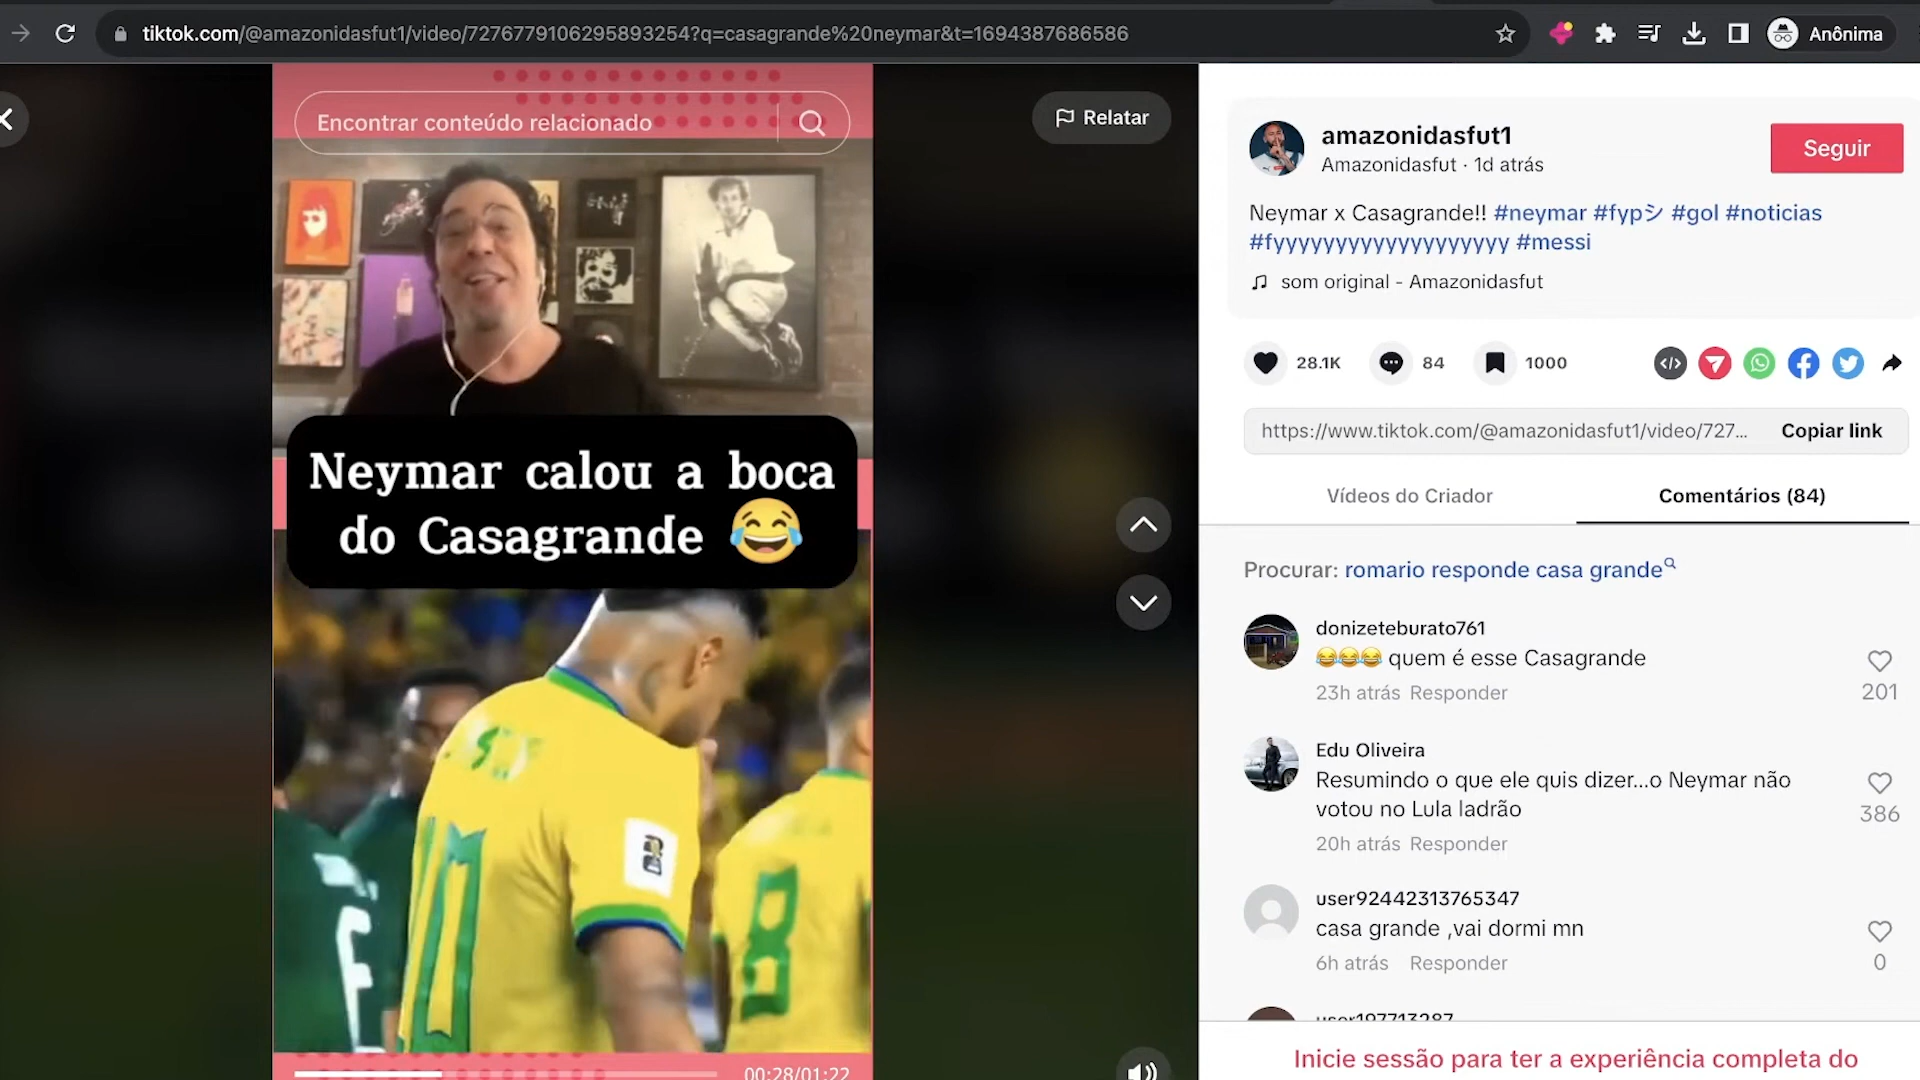 tiktok.com/@amazonidasfut1/video/7276779106295893254?q=casagrande%20neymar&t=1694387686586
Anônima
Encontrar conteúdo relacionado
Relatar
Neymar calou a boca
do Casagrande 😂
10
8
00:28/01:22
amazonidasfut1
Amazonidasfut · 1d atrás
Seguir
Neymar x Casagrande!! #neymar #fypシ #gol #noticias
#fyyyyyyyyyyyyyyyyyyy #messi
som original - Amazonidasfut
28.1K
84
1000
https://www.tiktok.com/@amazonidasfut1/video/727...
Copiar link
Vídeos do Criador
Comentários (84)
Procurar: romario responde casa grande
donizeteburato761
😂😂😂 quem é esse Casagrande
23h atrás Responder
201
Edu Oliveira
Resumindo o que ele quis dizer...o Neymar não
votou no Lula ladrão
20h atrás Responder
386
user92442313765347
casa grande ,vai dormi mn
6h atrás Responder
0
user197713287
Inicie sessão para ter a experiência completa do